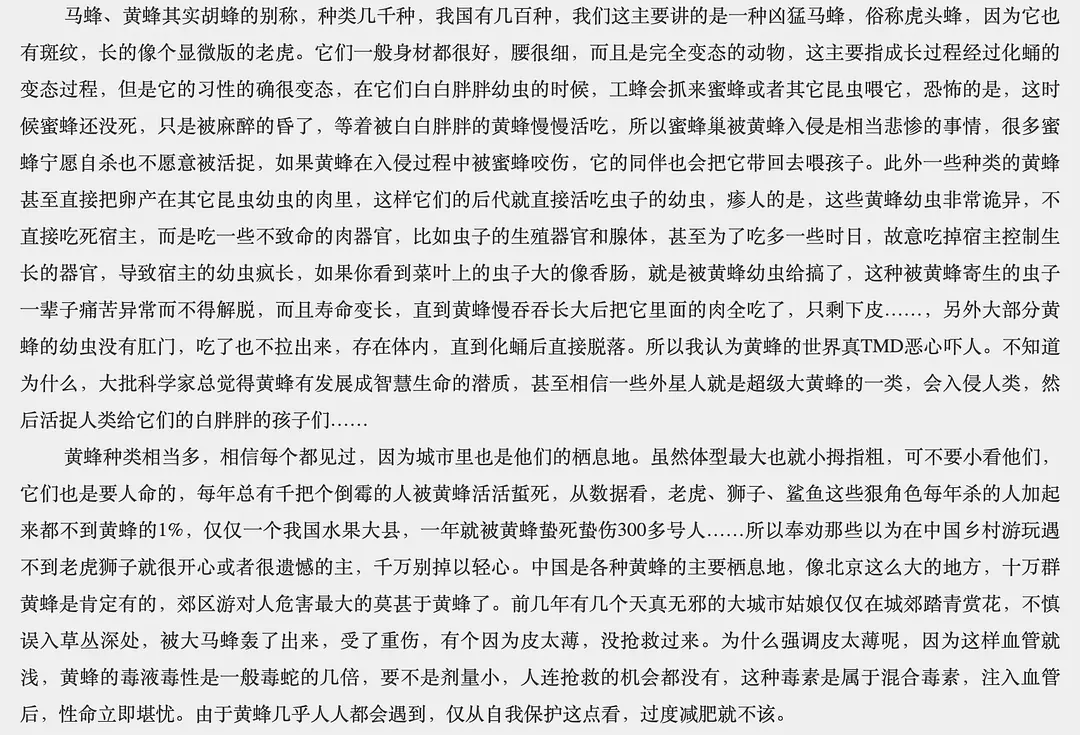 马蜂、黄蜂其实胡蜂的别称，种类几千种，我国有几百种，我们这主要讲的是一种凶猛马蜂，俗称虎头蜂，因为它也
有斑纹，长的像个显微版的老虎。它们一般身材都很好，腰很细，而且是完全变态的动物，这主要指成长过程经过化蛹的
变态过程，但是它的习性的确很变态，在它们白白胖胖幼虫的时候，工蜂会抓来蜜蜂或者其它昆虫喂它，恐怖的是，这时
候蜜蜂还没死，只是被麻醉的昏了，等着被白白胖胖的黄蜂慢慢活吃，所以蜜蜂巢被黄蜂入侵是相当悲惨的事情，很多蜜
蜂宁愿自杀也不愿意被活捉，如果黄蜂在入侵过程中被蜜蜂咬伤，它的同伴也会把它带回去喂孩子。此外一些种类的黄蜂
甚至直接把卵产在其它昆虫幼虫的肉里，这样它们的后代就直接活吃虫子的幼虫，瘆人的是，这些黄蜂幼虫非常诡异，不
直接吃死宿主，而是吃一些不致命的肉器官，比如虫子的生殖器官和腺体，甚至为了吃多一些时日，故意吃掉宿主控制生
长的器官，导致宿主的幼虫疯长，如果你看到菜叶上的虫子大的像香肠，就是被黄蜂幼虫给搞了，这种被黄蜂寄生的虫子
一辈子痛苦异常而不得解脱，而且寿命变长，直到黄蜂慢吞吞长大后把它里面的肉全吃了，只剩下皮……，另外大部分黄
蜂的幼虫没有肛门，吃了也不拉出来，存在体内，直到化蛹后直接脱落。所以我认为黄蜂的世界真TMD恶心吓人。不知道
为什么，大批科学家总觉得黄蜂有发展成智慧生命的潜质，甚至相信一些外星人就是超级大黄蜂的一类，会入侵人类，然
后活捉人类给它们的白胖胖的孩子们……
黄蜂种类相当多，相信每个都见过，因为城市里也是他们的栖息地。虽然体型最大也就小拇指粗，可不要小看他们，
它们也是要人命的，每年总有千把个倒霉的人被黄蜂活活蜇死，从数据看，老虎、狮子、鲨鱼这些狠角色每年杀的人加起
来都不到黄蜂的1%，仅仅一个我国水果大县，一年就被黄蜂蛰死蛰伤300多号人……所以奉劝那些以为在中国乡村游玩遇
不到老虎狮子就很开心或者很遗憾的主，千万别掉以轻心。中国是各种黄蜂的主要栖息地，像北京这么大的地方，十万群
黄蜂是肯定有的，郊区游对人危害最大的莫甚于黄蜂了。前几年有几个天真无邪的大城市姑娘仅仅在城郊踏青赏花，不慎
误入草丛深处，被大马蜂轰了出来，受了重伤，有个因为皮太薄，没抢救过来。为什么强调皮太薄呢，因为这样血管就
浅，黄蜂的毒液毒性是一般毒蛇的几倍，要不是剂量小，人连抢救的机会都没有，这种毒素是属于混合毒素，注入血管
后，性命立即堪忧。由于黄蜂几乎人人都会遇到，仅从自我保护这点看，过度减肥就不该。